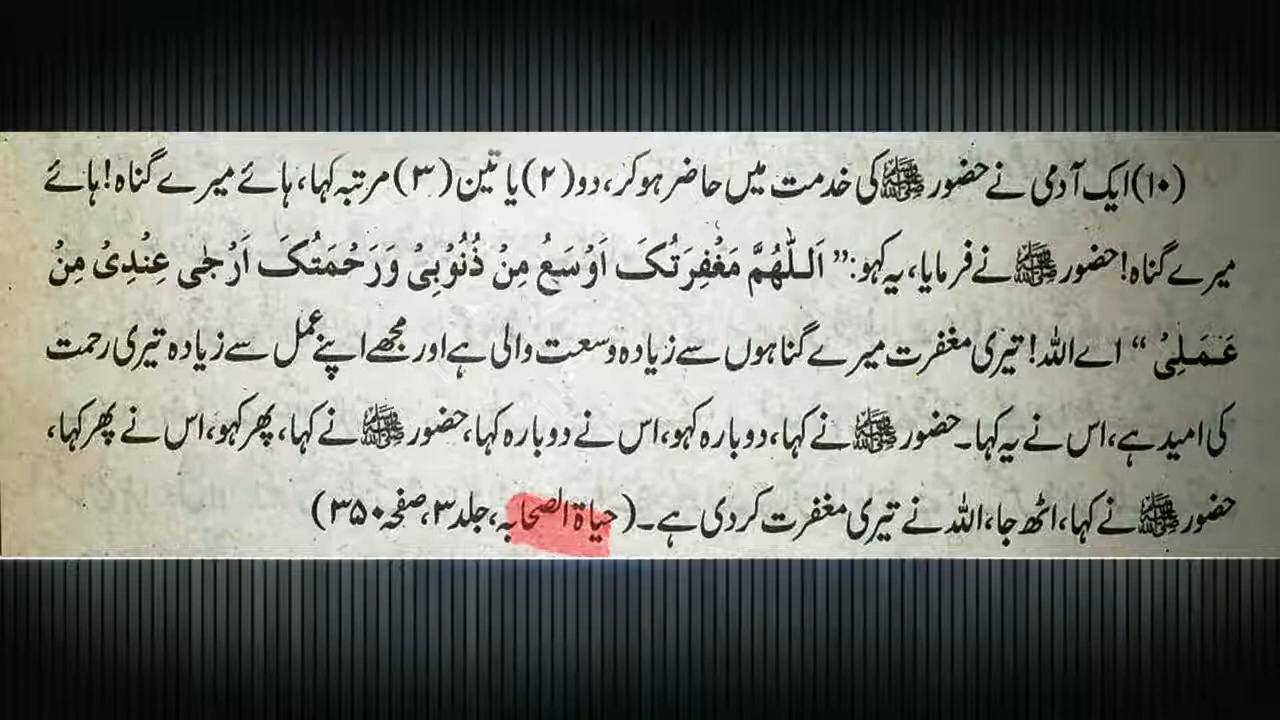 (۱۰) ایک آدمی نے حضور ﷺ کی خدمت میں حاضر ہو کر، دو (۲) یا تین (۳) مرتبہ کہا، ہائے میرے گناہ! ہائے
میرے گناہ! حضور ﷺ نے فرمایا، یہ کہو: ” اَللّٰهُمَّ مَغْفِرَتُکَ اَوْسَعُ مِنْ ذُنُوْبِیْ وَرَحْمَتُکَ اَرْجٰی عِنْدِیْ مِنْ
عَمَلِیْ “ اے اللہ! تیری مغفرت میرے گناہوں سے زیادہ وسعت والی ہے اور مجھے اپنے عمل سے زیادہ تیری رحمت
کی امید ہے، اس نے یہ کہا۔ حضور ﷺ نے کہا، دوبارہ کہو، اس نے دوبارہ کہا، حضور ﷺ نے کہا، پھر کہو، اس نے پھر کہا،
حضور ﷺ نے کہا، اٹھ جا، اللہ نے تیری مغفرت کر دی ہے۔ (حیاۃ الصحابہ، جلد ۳، صفحہ ۳۵۰)